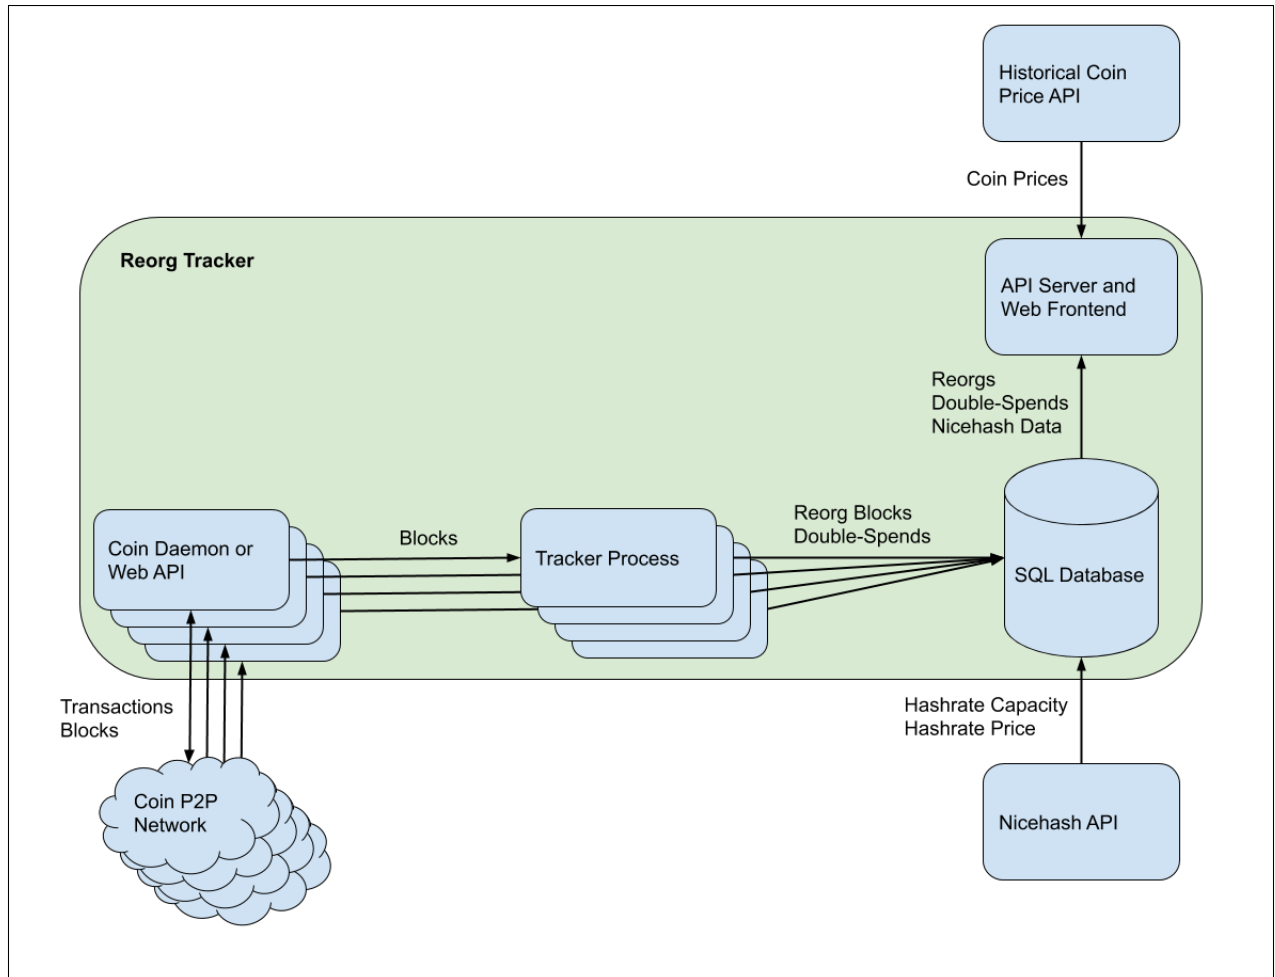 Historical Coin
Price API
Coin Prices
Reorg Tracker
API Server and
Web Frontend
Reorgs
Double-Spends
Nicehash Data
Coin Daemon or
Web API
Blocks
Tracker Process
Reorg Blocks
Double-Spends
SQL Database
Transactions
Blocks
Hashrate Capacity
Hashrate Price
Coin P2P
Network
Nicehash API